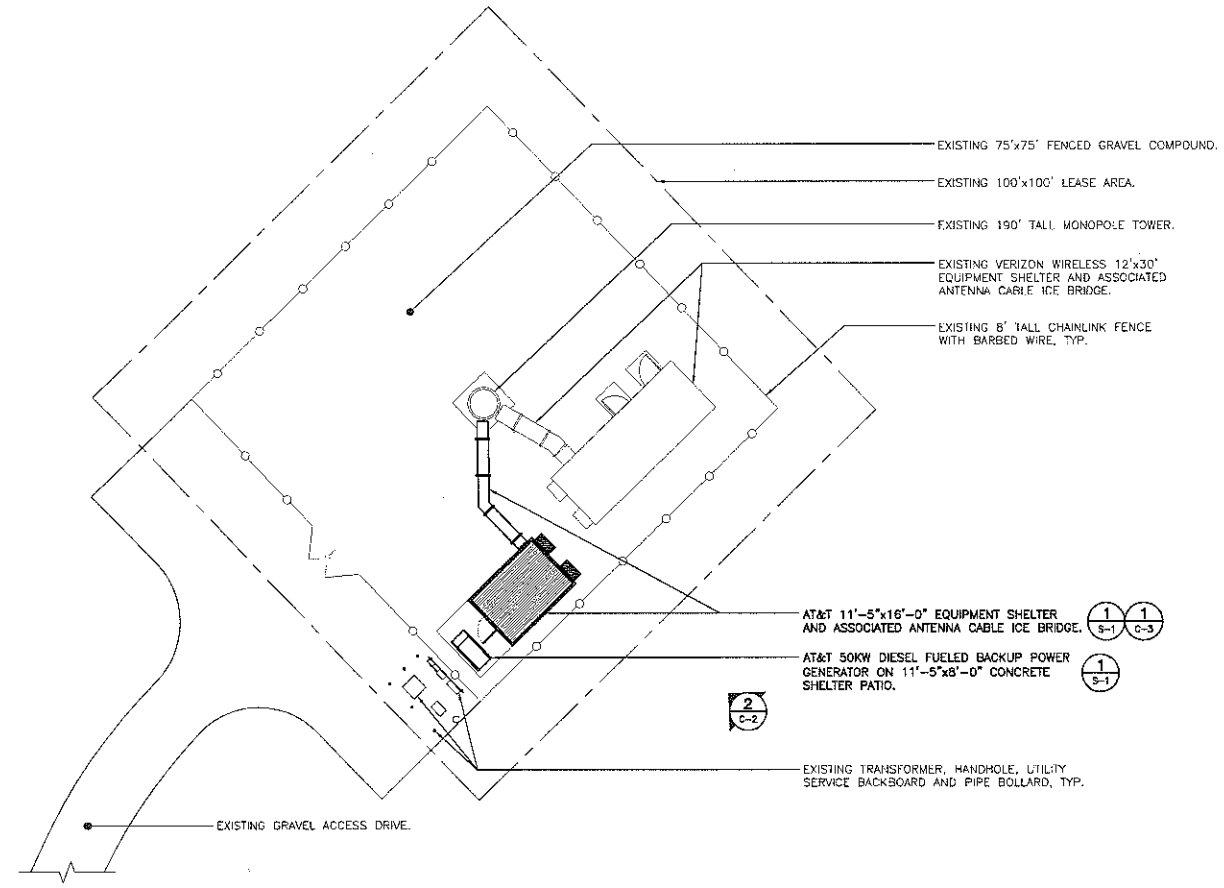 EXISTING 75'x75' FENCED GRAVEL COMPOUND.
EXISTING 100'x100' LEASE AREA.
EXISTING 190' TALL MONOPOLE TOWER.
EXISTING VERIZON WIRELESS 12'x30'
EQUIPMENT SHELTER AND ASSOCIATED
ANTENNA CABLE ICE BRIDGE.
EXISTING 8' TALL CHAINLINK FENCE
WITH BARBED WIRE, TYP.
AT&T 11'-5"x16'-0" EQUIPMENT SHELTER
AND ASSOCIATED ANTENNA CABLE ICE BRIDGE.
1
S-1
1
C-3
AT&T 50KW DIESEL FUELED BACKUP POWER
GENERATOR ON 11'-5"x8'-0" CONCRETE
SHELTER PATIO.
1
S-1
2
C-2
EXISTING TRANSFORMER, HANDHOLE, UTILITY
SERVICE BACKBOARD AND PIPE BOLLARD, TYP.
EXISTING GRAVEL ACCESS DRIVE.